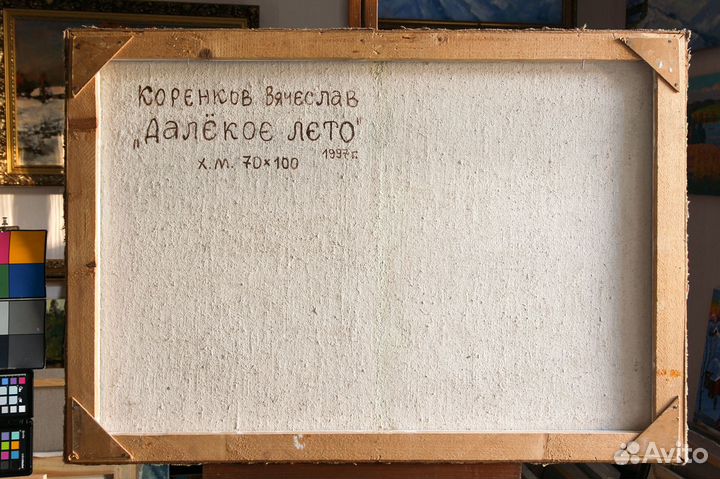 Коренков Вячеслав
„Далёкое лето"
1997г.
х.м. 70×100
Avito